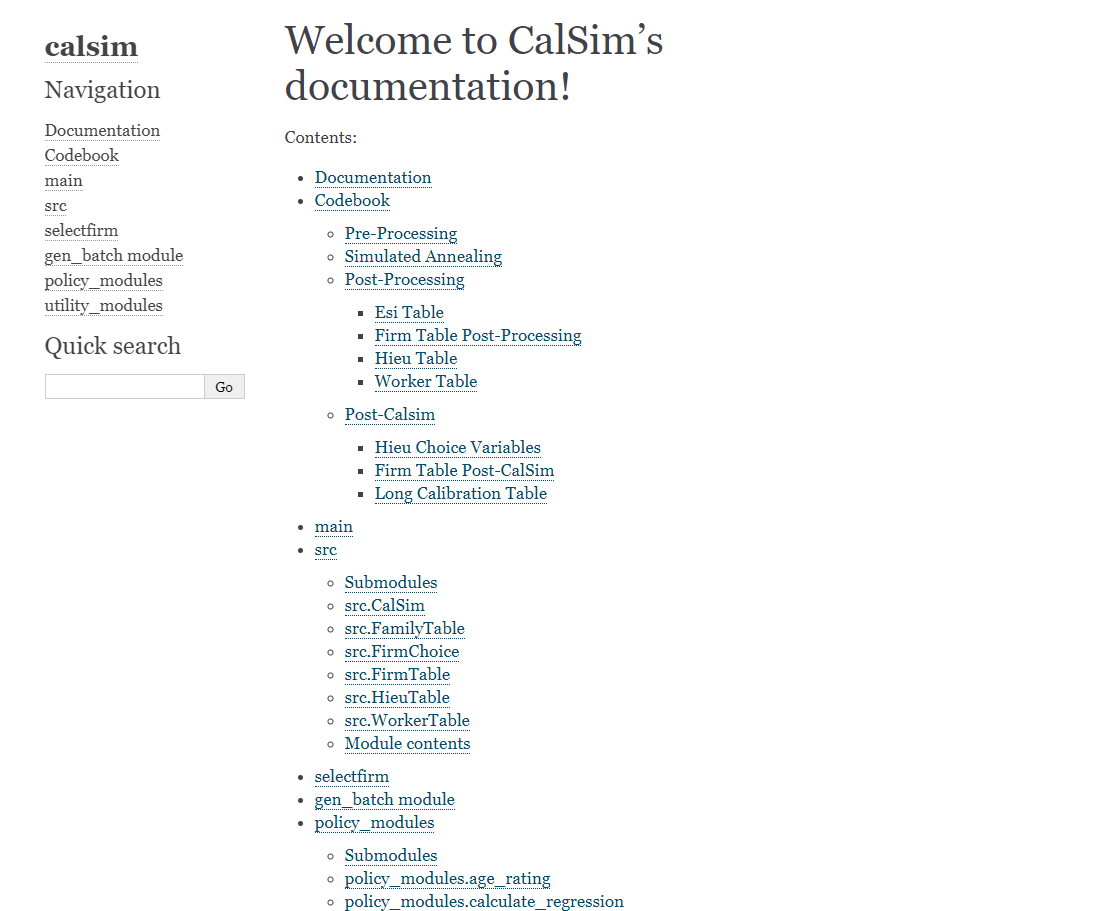 calsim
Navigation
Documentation
Codebook
main
src
selectfirm
gen_batch module
policy_modules
utility_modules
Quick search
Go
Welcome to CalSim’s
documentation!
Contents:
Documentation
Codebook
Pre-Processing
Simulated Annealing
Post-Processing
Esi Table
Firm Table Post-Processing
Hieu Table
Worker Table
Post-Calsim
Hieu Choice Variables
Firm Table Post-CalSim
Long Calibration Table
main
src
Submodules
src.CalSim
src.FamilyTable
src.FirmChoice
src.FirmTable
src.HieuTable
src.WorkerTable
Module contents
selectfirm
gen_batch module
policy_modules
Submodules
policy_modules.age_rating
policy_modules.calculate_regression